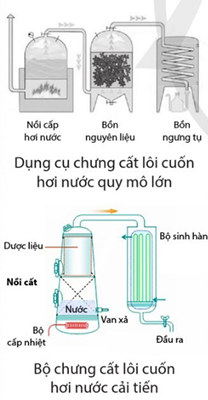 Nồi cấp
hơi nước
Bồn
nguyên liệu
Bồn
ngưng tụ
Dụng cụ chưng cất lôi cuốn
hơi nước quy mô lớn
Bộ sinh hàn
Dược liệu
Nồi cất
Nước
Van xả
Bộ
cấp nhiệt
Đầu ra
Bộ chưng cất lôi cuốn
hơi nước cải tiến